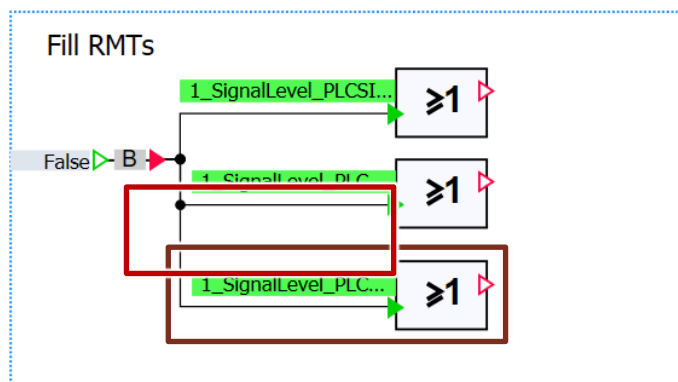 Fill RMTs
1_SignalLevel_PLCSI...
≥1
False
B
1_SignalLevel_PLC...
≥1
1_SignalLevel_PLC...
≥1